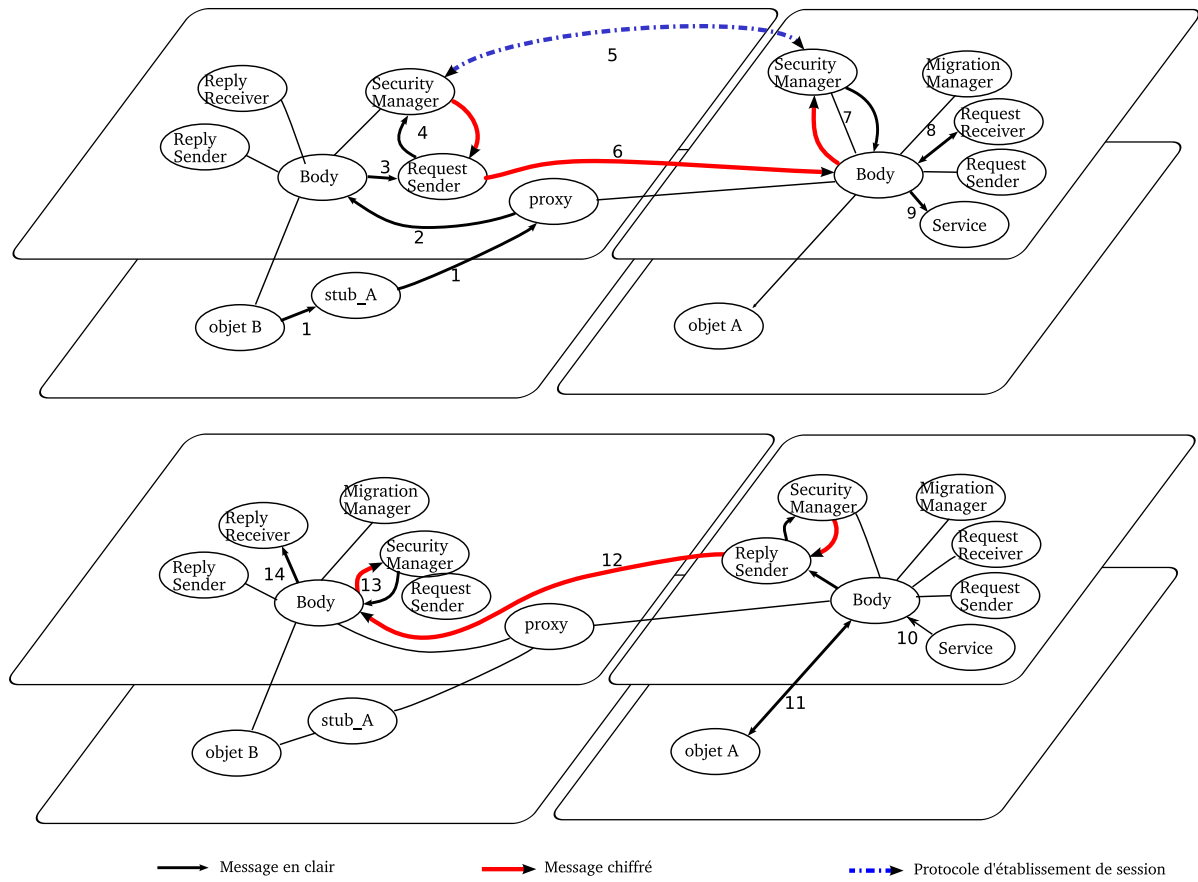 5
Security
Manager
Security
Manager
Migration
Manager
Reply
Receiver
4
7
8
Request
Receiver
Reply
Sender
3
Request
Sender
6
Body
Body
Request
Sender
proxy
2
9
Service
1
stub_A
1
objet B
objet A
Migration
Manager
Security
Manager
Migration
Manager
Reply
Receiver
Security
Manager
12
Reply
Sender
Request
Receiver
Reply
Sender
14
13
Request
Sender
Body
Body
Request
Sender
proxy
10
Service
11
stub_A
objet B
objet A
Message en clair
Message chiffré
Protocole d'établissement de session